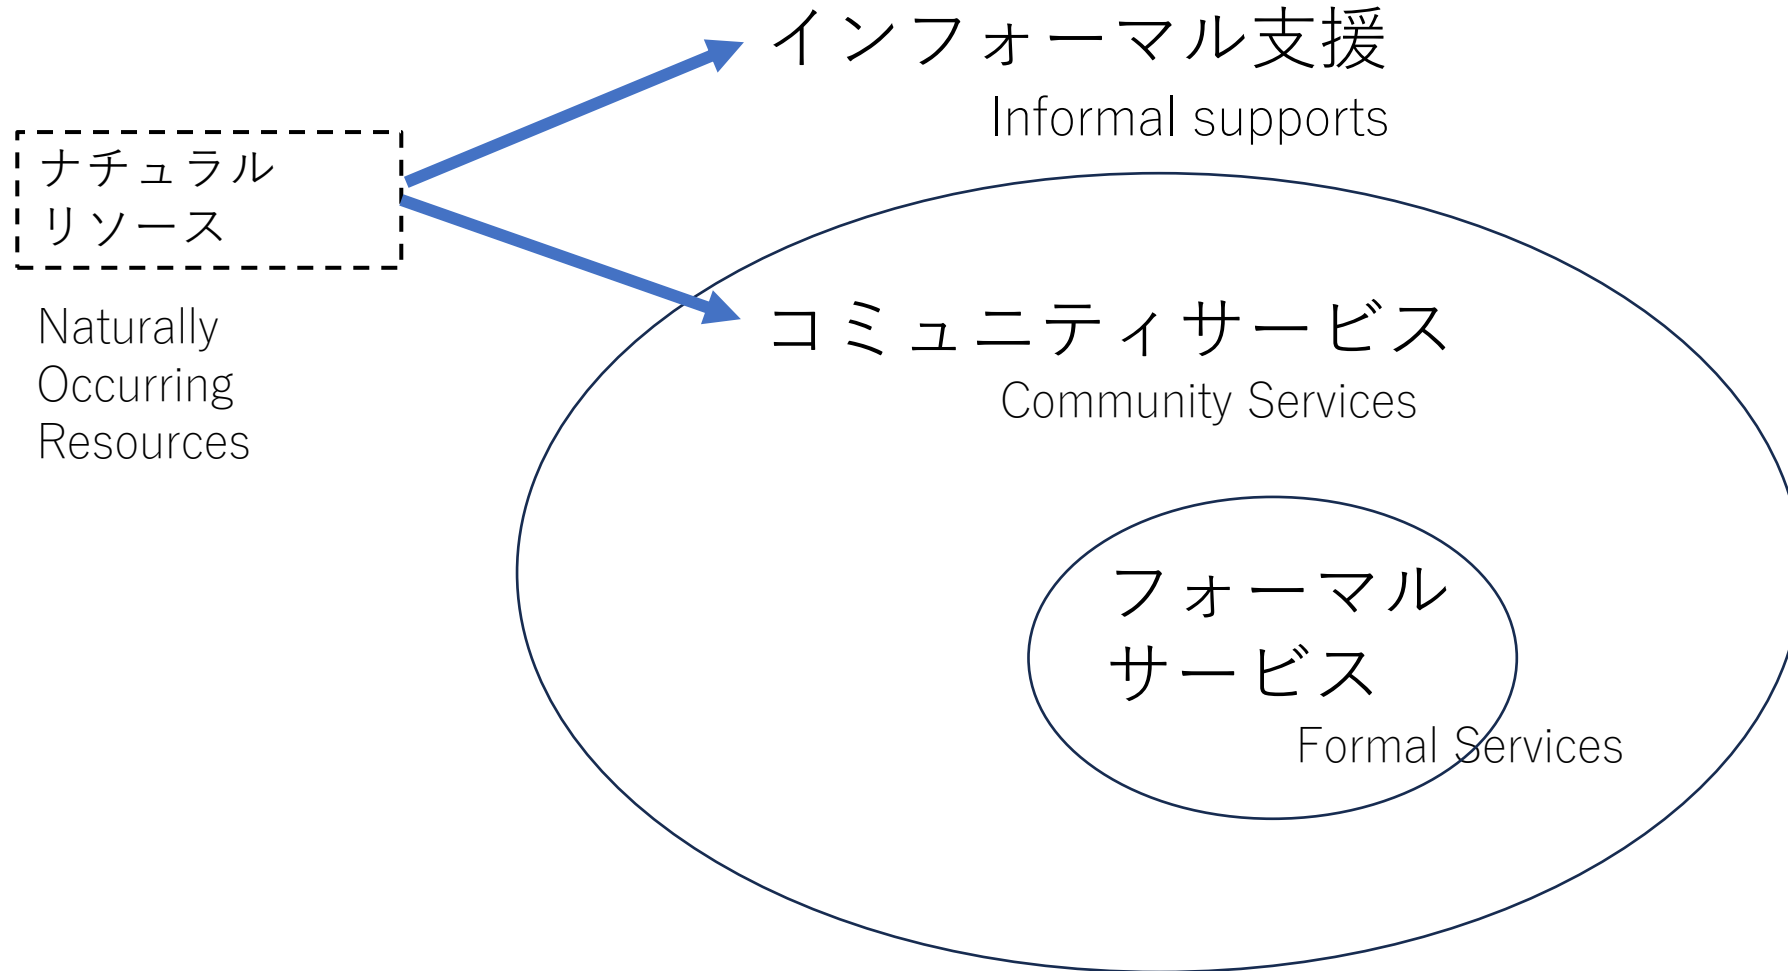 インフォーマル支援
Informal supports
ナチュラル
リソース
Naturally
Occurring
Resources
コミュニティサービス
Community Services
フォーマル
サービス
Formal Services